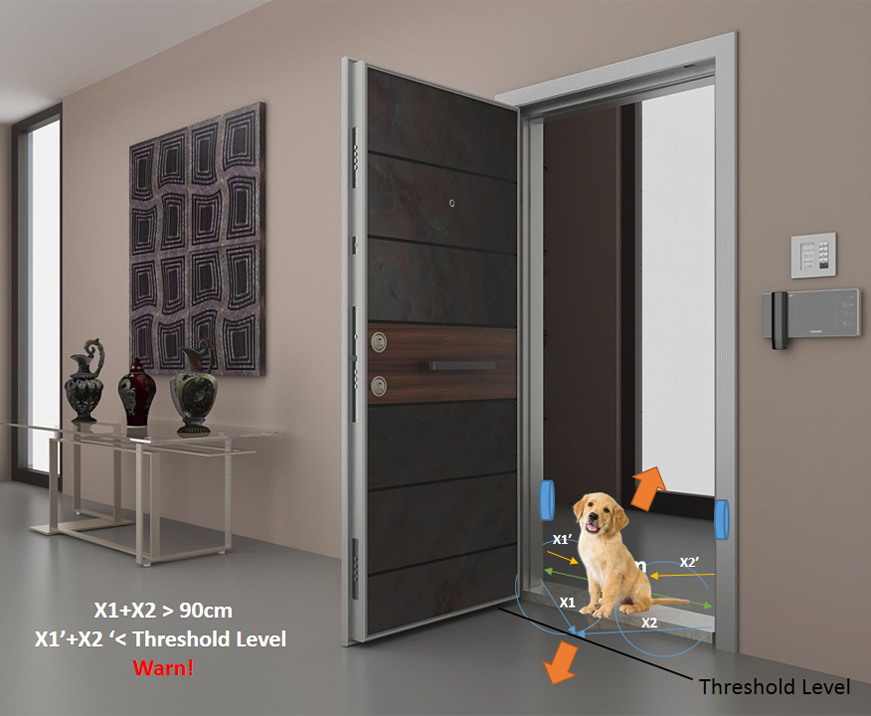 X1'
X2'
X1
X2
X1+X2 > 90cm
X1’+X2 ‘< Threshold Level
Warn!
Threshold Level